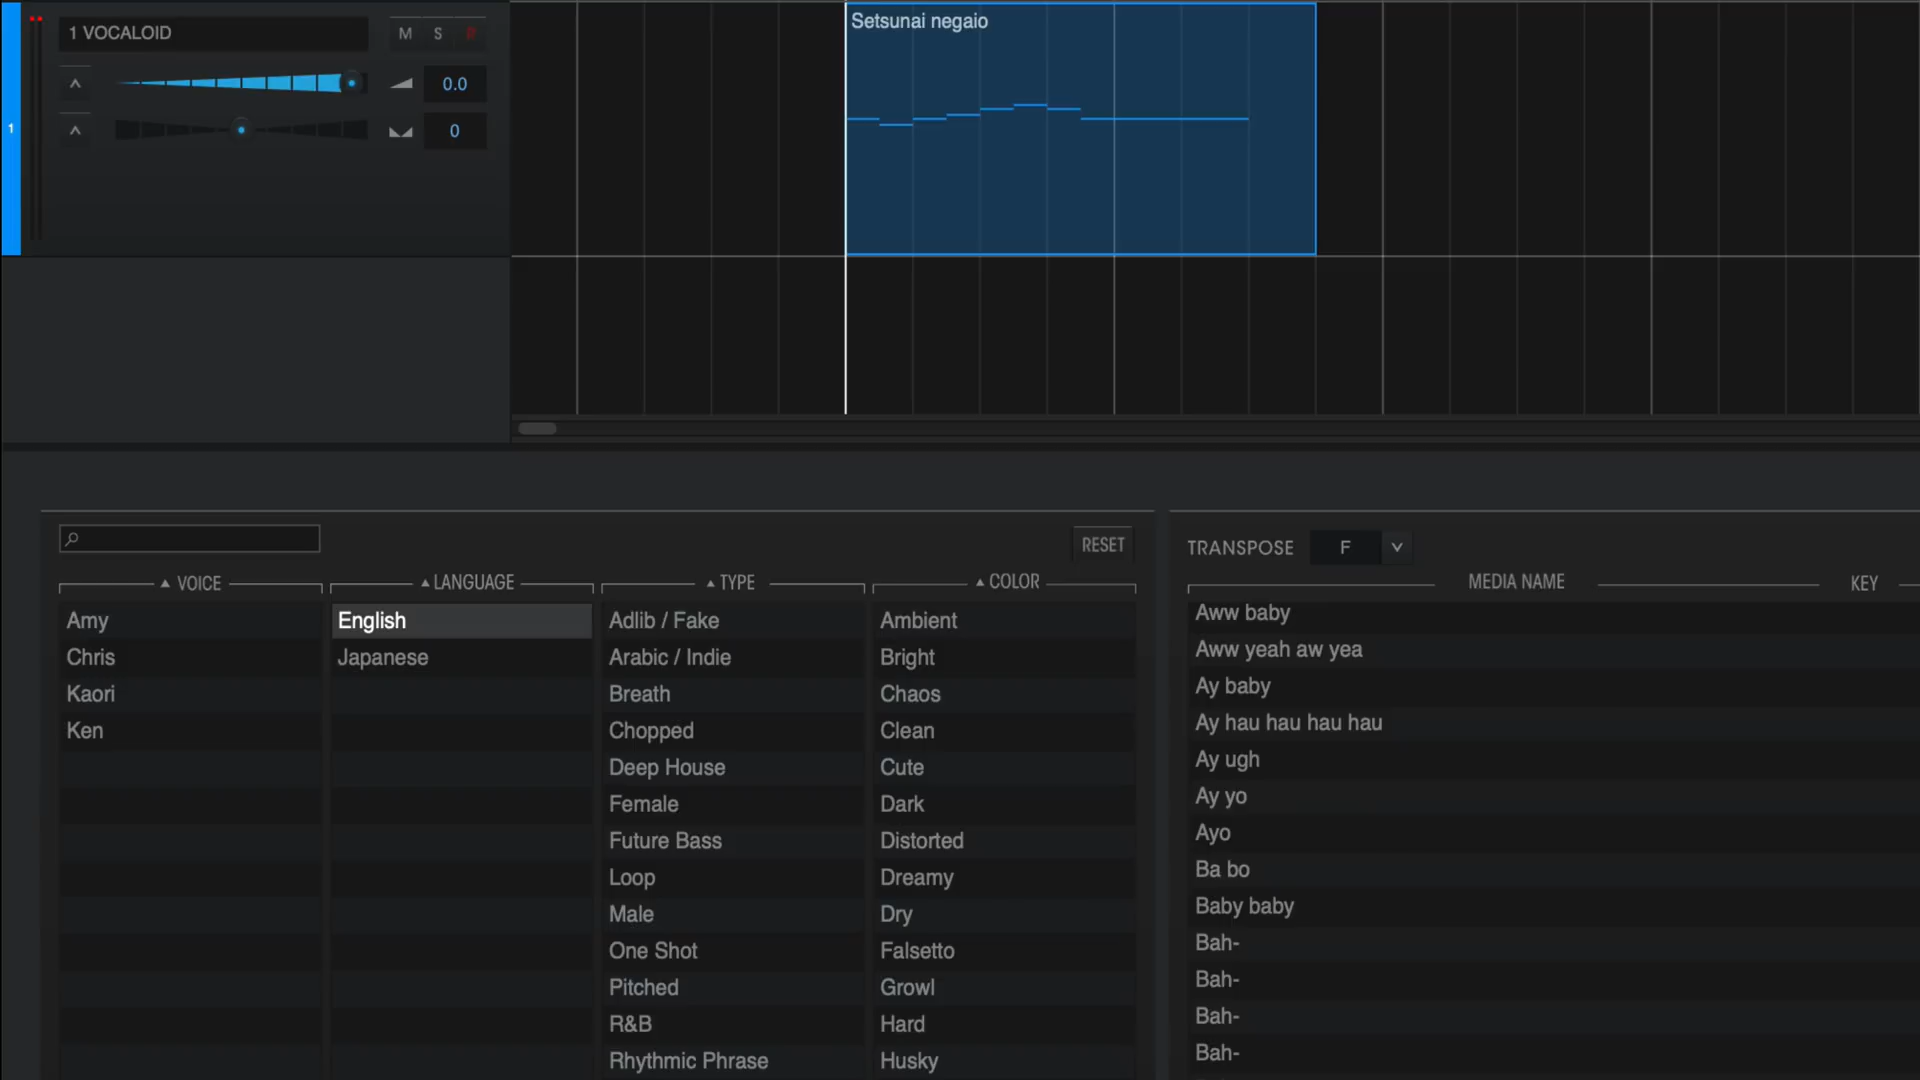 1 VOCALOID
M S R
Setsunai negaio
0.0
1
0
RESET
TRANSPOSE F
VOICE
LANGUAGE
TYPE
COLOR
MEDIA NAME
KEY
Amy
Chris
Kaori
Ken
English
Japanese
Adlib / Fake
Arabic / Indie
Breath
Chopped
Deep House
Female
Future Bass
Loop
Male
One Shot
Pitched
R&B
Rhythmic Phrase
Ambient
Bright
Chaos
Clean
Cute
Dark
Distorted
Dreamy
Dry
Falsetto
Growl
Hard
Husky
Aww baby
Aww yeah aw yea
Ay baby
Ay hau hau hau hau
Ay ugh
Ay yo
Ayo
Ba bo
Baby baby
Bah-
Bah-
Bah-
Bah-